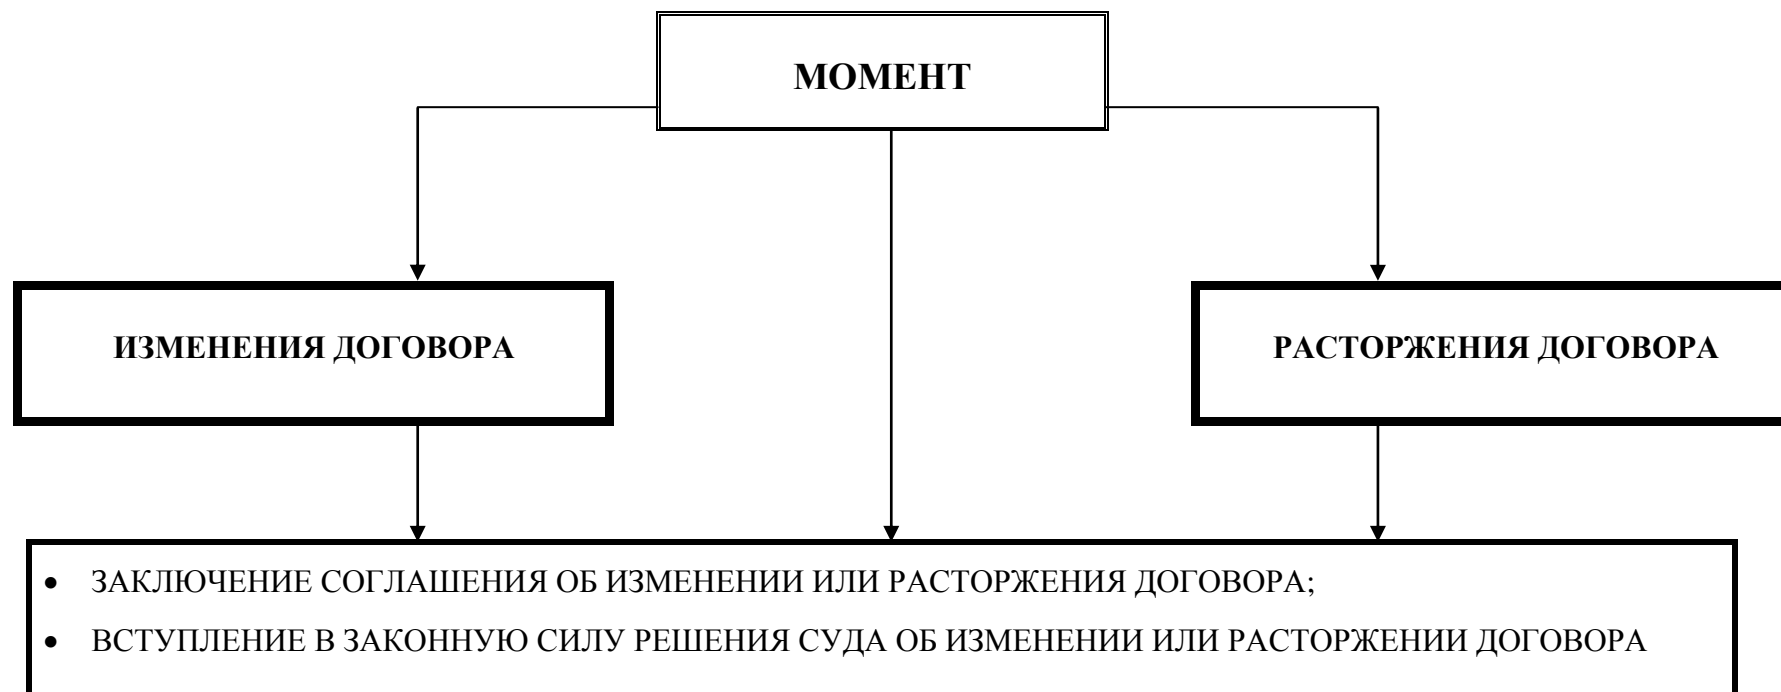 МОМЕНТ
ИЗМЕНЕНИЯ ДОГОВОРА
РАСТОРЖЕНИЯ ДОГОВОРА
• ЗАКЛЮЧЕНИЕ СОГЛАШЕНИЯ ОБ ИЗМЕНЕНИИ ИЛИ РАСТОРЖЕНИЯ ДОГОВОРА;
• ВСТУПЛЕНИЕ В ЗАКОННУЮ СИЛУ РЕШЕНИЯ СУДА ОБ ИЗМЕНЕНИИ ИЛИ РАСТОРЖЕНИИ ДОГОВОРА